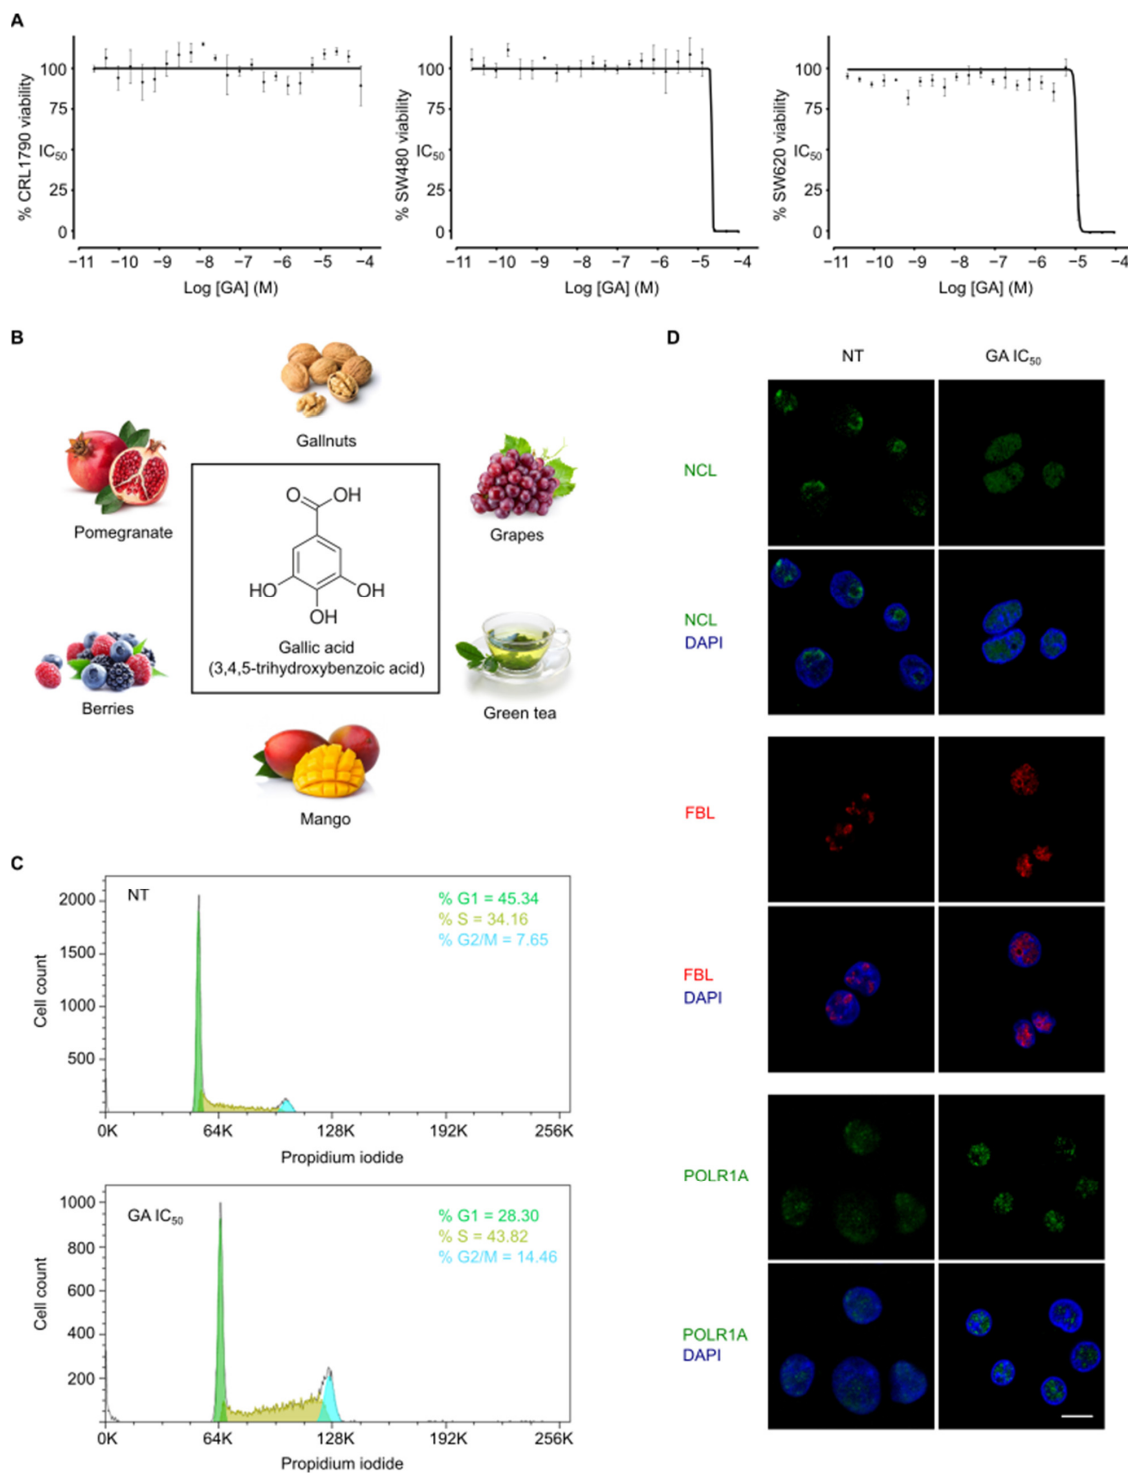 A
% CRL1790 viability
100
75
IC50
25
0
−11 −10 −9 −8 −7 −6 −5 −4
Log [GA] (M)
% SW480 viability
100
75
IC50
25
0
−11 −10 −9 −8 −7 −6 −5 −4
Log [GA] (M)
% SW620 viability
100
75
IC50
25
0
−11 −10 −9 −8 −7 −6 −5 −4
Log [GA] (M)
B
Gallnuts
Pomegranate
Grapes
O OH
HO OH
OH
Gallic acid
(3,4,5-trihydroxybenzoic acid)
Berries
Green tea
Mango
C
NT
% G1 = 45.34
% S = 34.16
% G2/M = 7.65
Cell count
2000
1500
1000
500
0K 64K 128K 192K 256K
Propidium iodide
GA IC50
% G1 = 28.30
% S = 43.82
% G2/M = 14.46
Cell count
1000
800
600
400
200
0K 64K 128K 192K 256K
Propidium iodide
D
NT GA IC50
NCL
NCL
DAPI
FBL
FBL
DAPI
POLR1A
POLR1A
DAPI